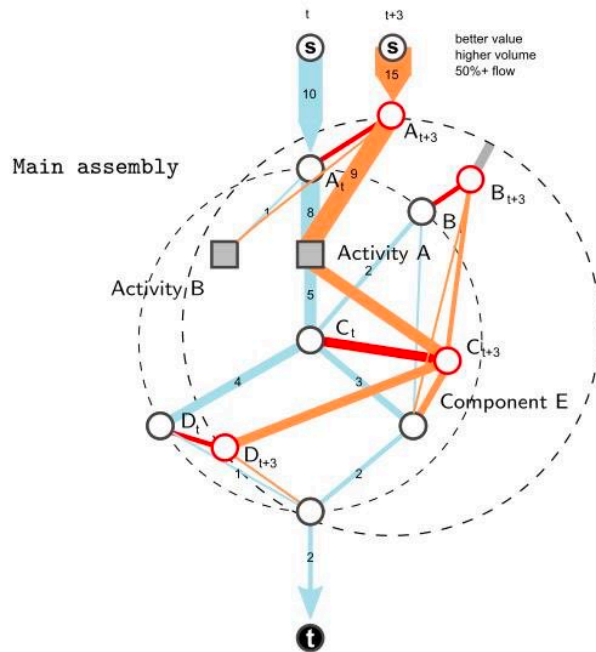 t
t+3
s
s
better value
higher volume
50%+ flow
10
15
A t+3
Main assembly
A t
9
B t+3
1
8
B
Activity A
2
Activity B
5
C t
C t+3
4
3
Component E
D t
D t+3
1
2
2
t